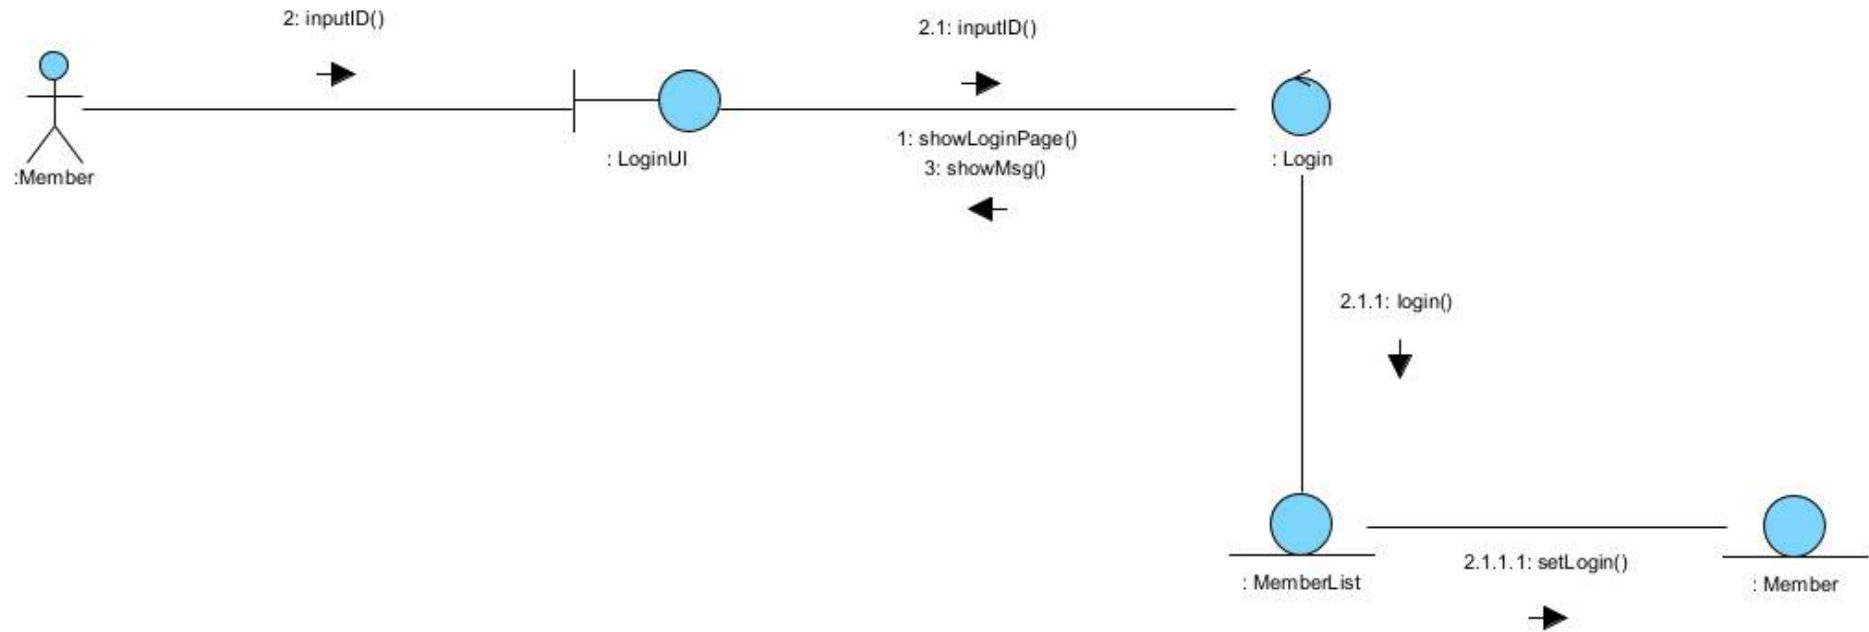 2: inputID()
2.1: inputID()
1: showLoginPage()
3: showMsg()
:Member
: LoginUI
: Login
2.1.1: login()
: MemberList
2.1.1.1: setLogin()
: Member